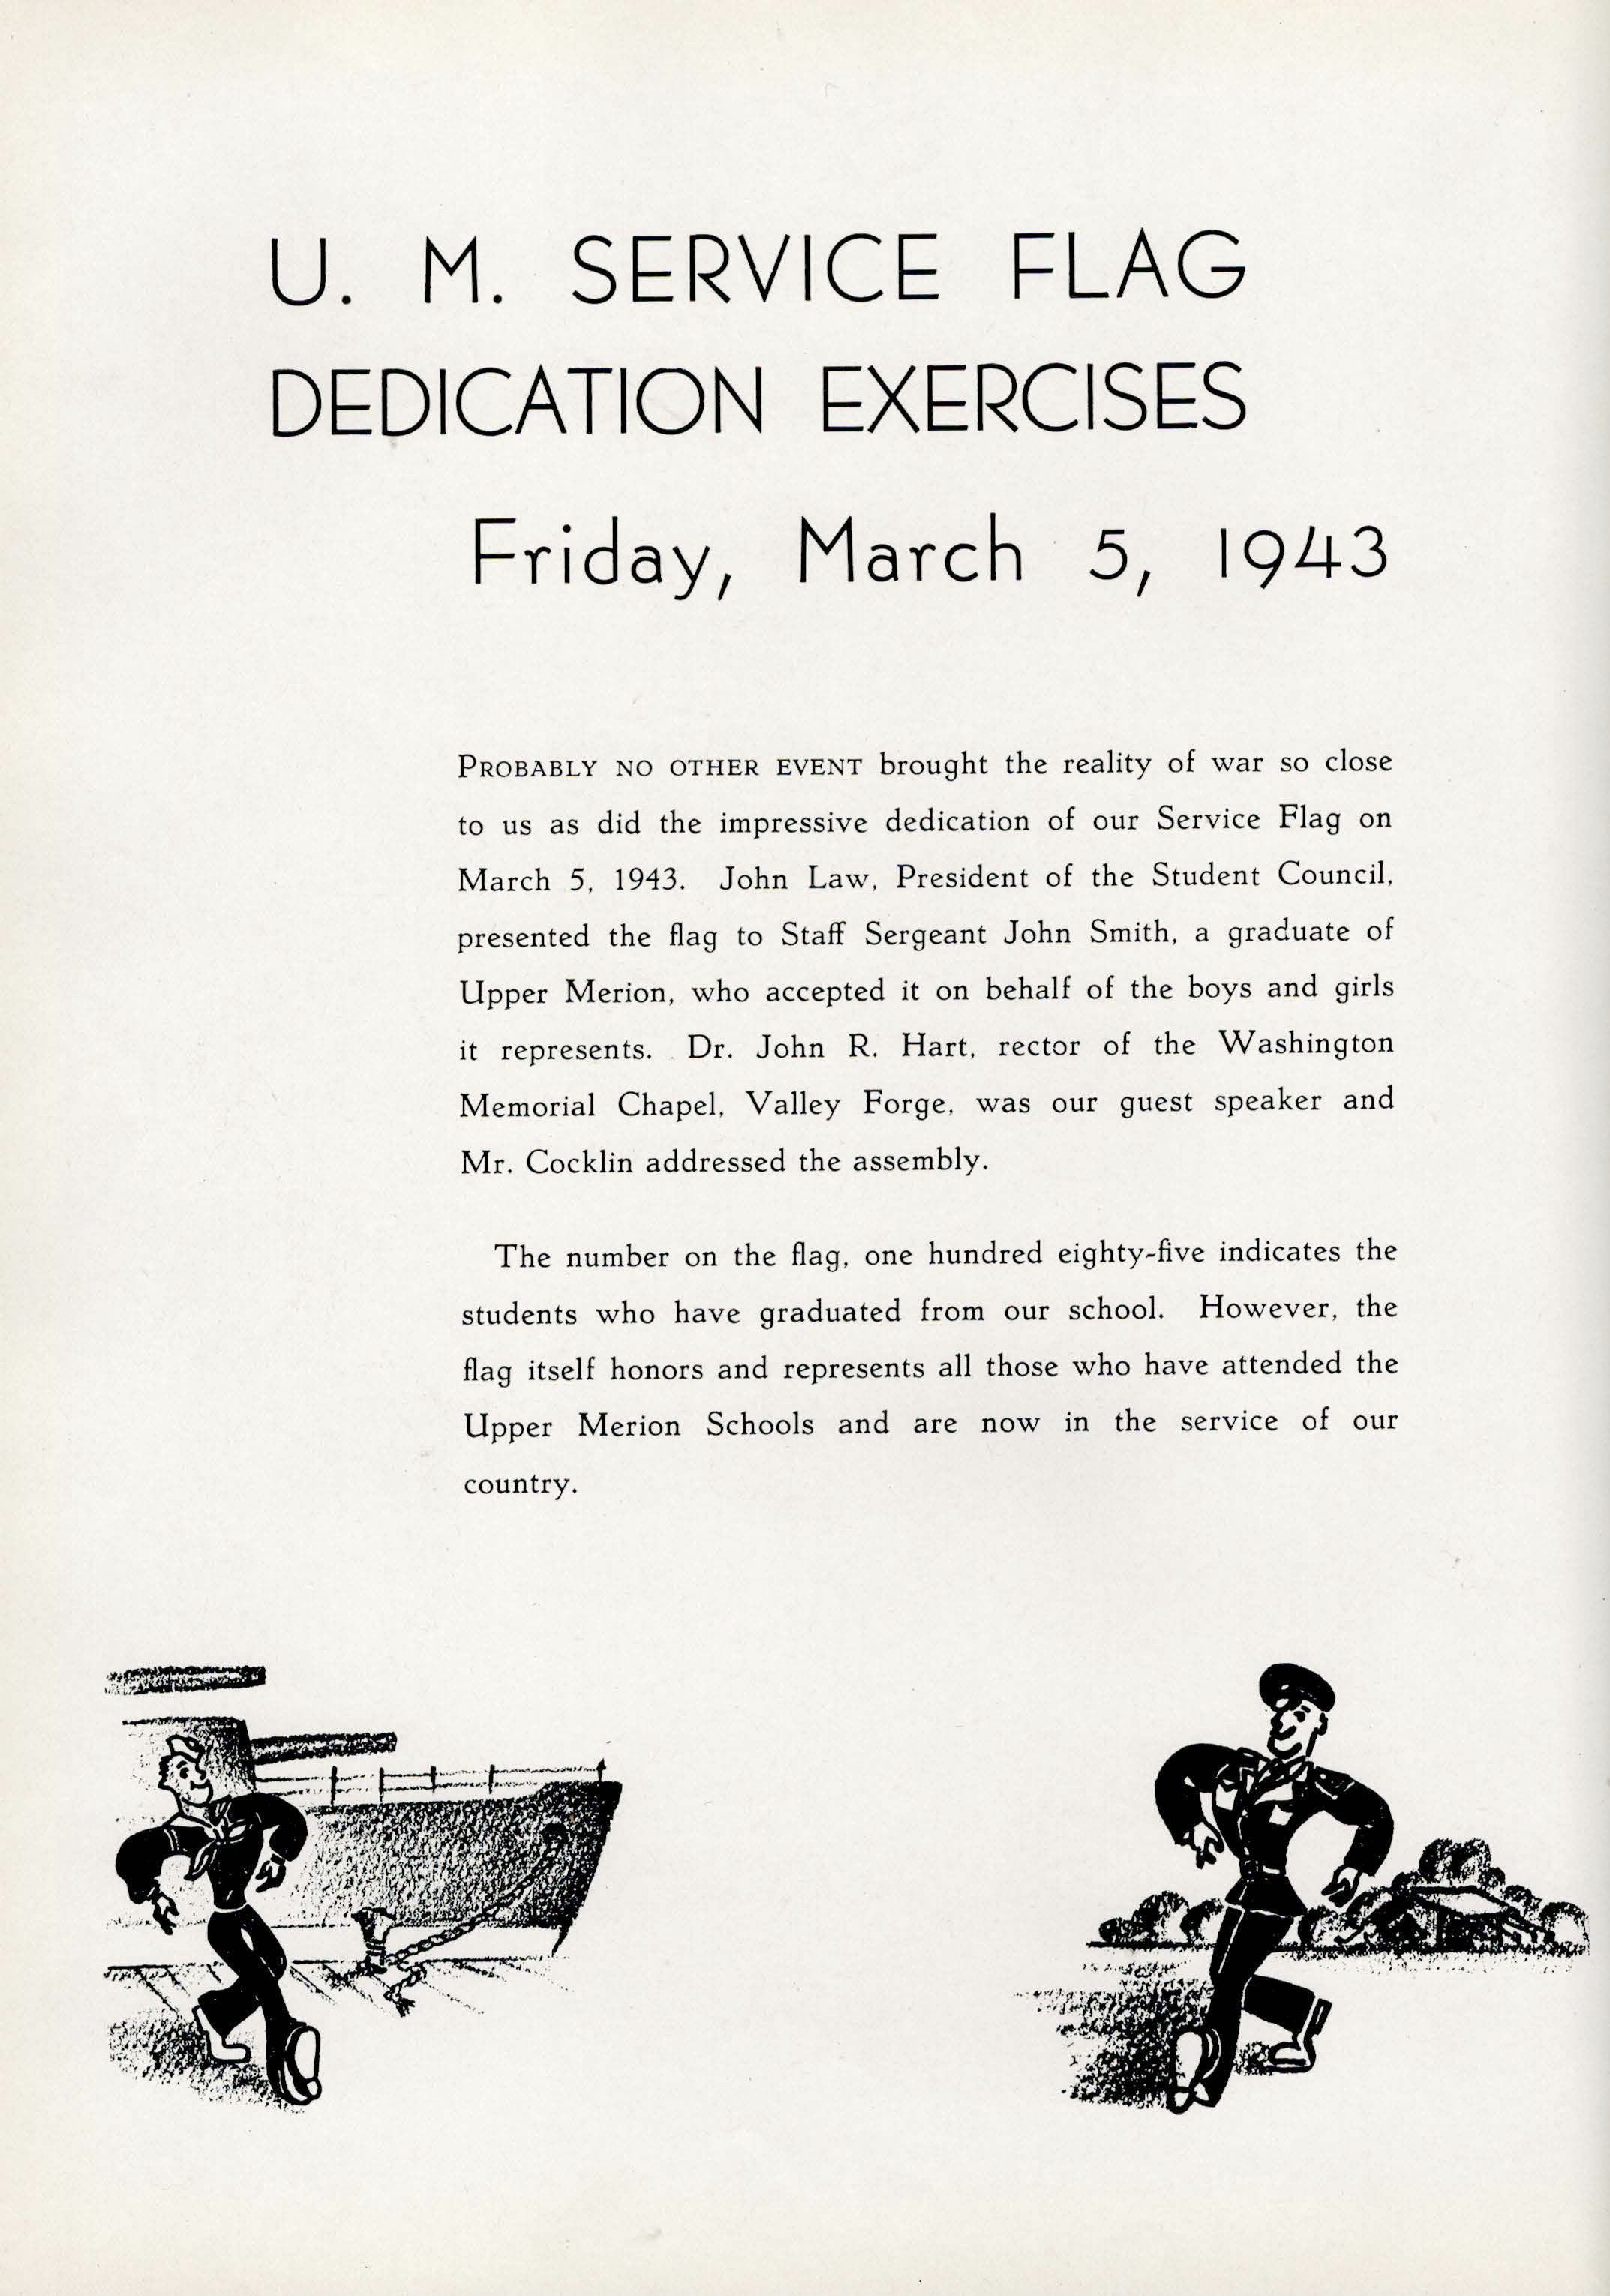 U. M. SERVICE FLAG
DEDICATION EXERCISES
Friday, March 5, 1943
PROBABLY NO OTHER EVENT brought the reality of war so close
to us as did the impressive dedication of our Service Flag on
March 5, 1943. John Law, President of the Student Council,
presented the flag to Staff Sergeant John Smith, a graduate of
Upper Merion, who accepted it on behalf of the boys and girls
it represents. Dr. John R. Hart, rector of the Washington
Memorial Chapel, Valley Forge, was our guest speaker and
Mr. Cocklin addressed the assembly.
The number on the flag, one hundred eighty-five indicates the
students who have graduated from our school. However, the
flag itself honors and represents all those who have attended the
Upper Merion Schools and are now in the service of our
country.